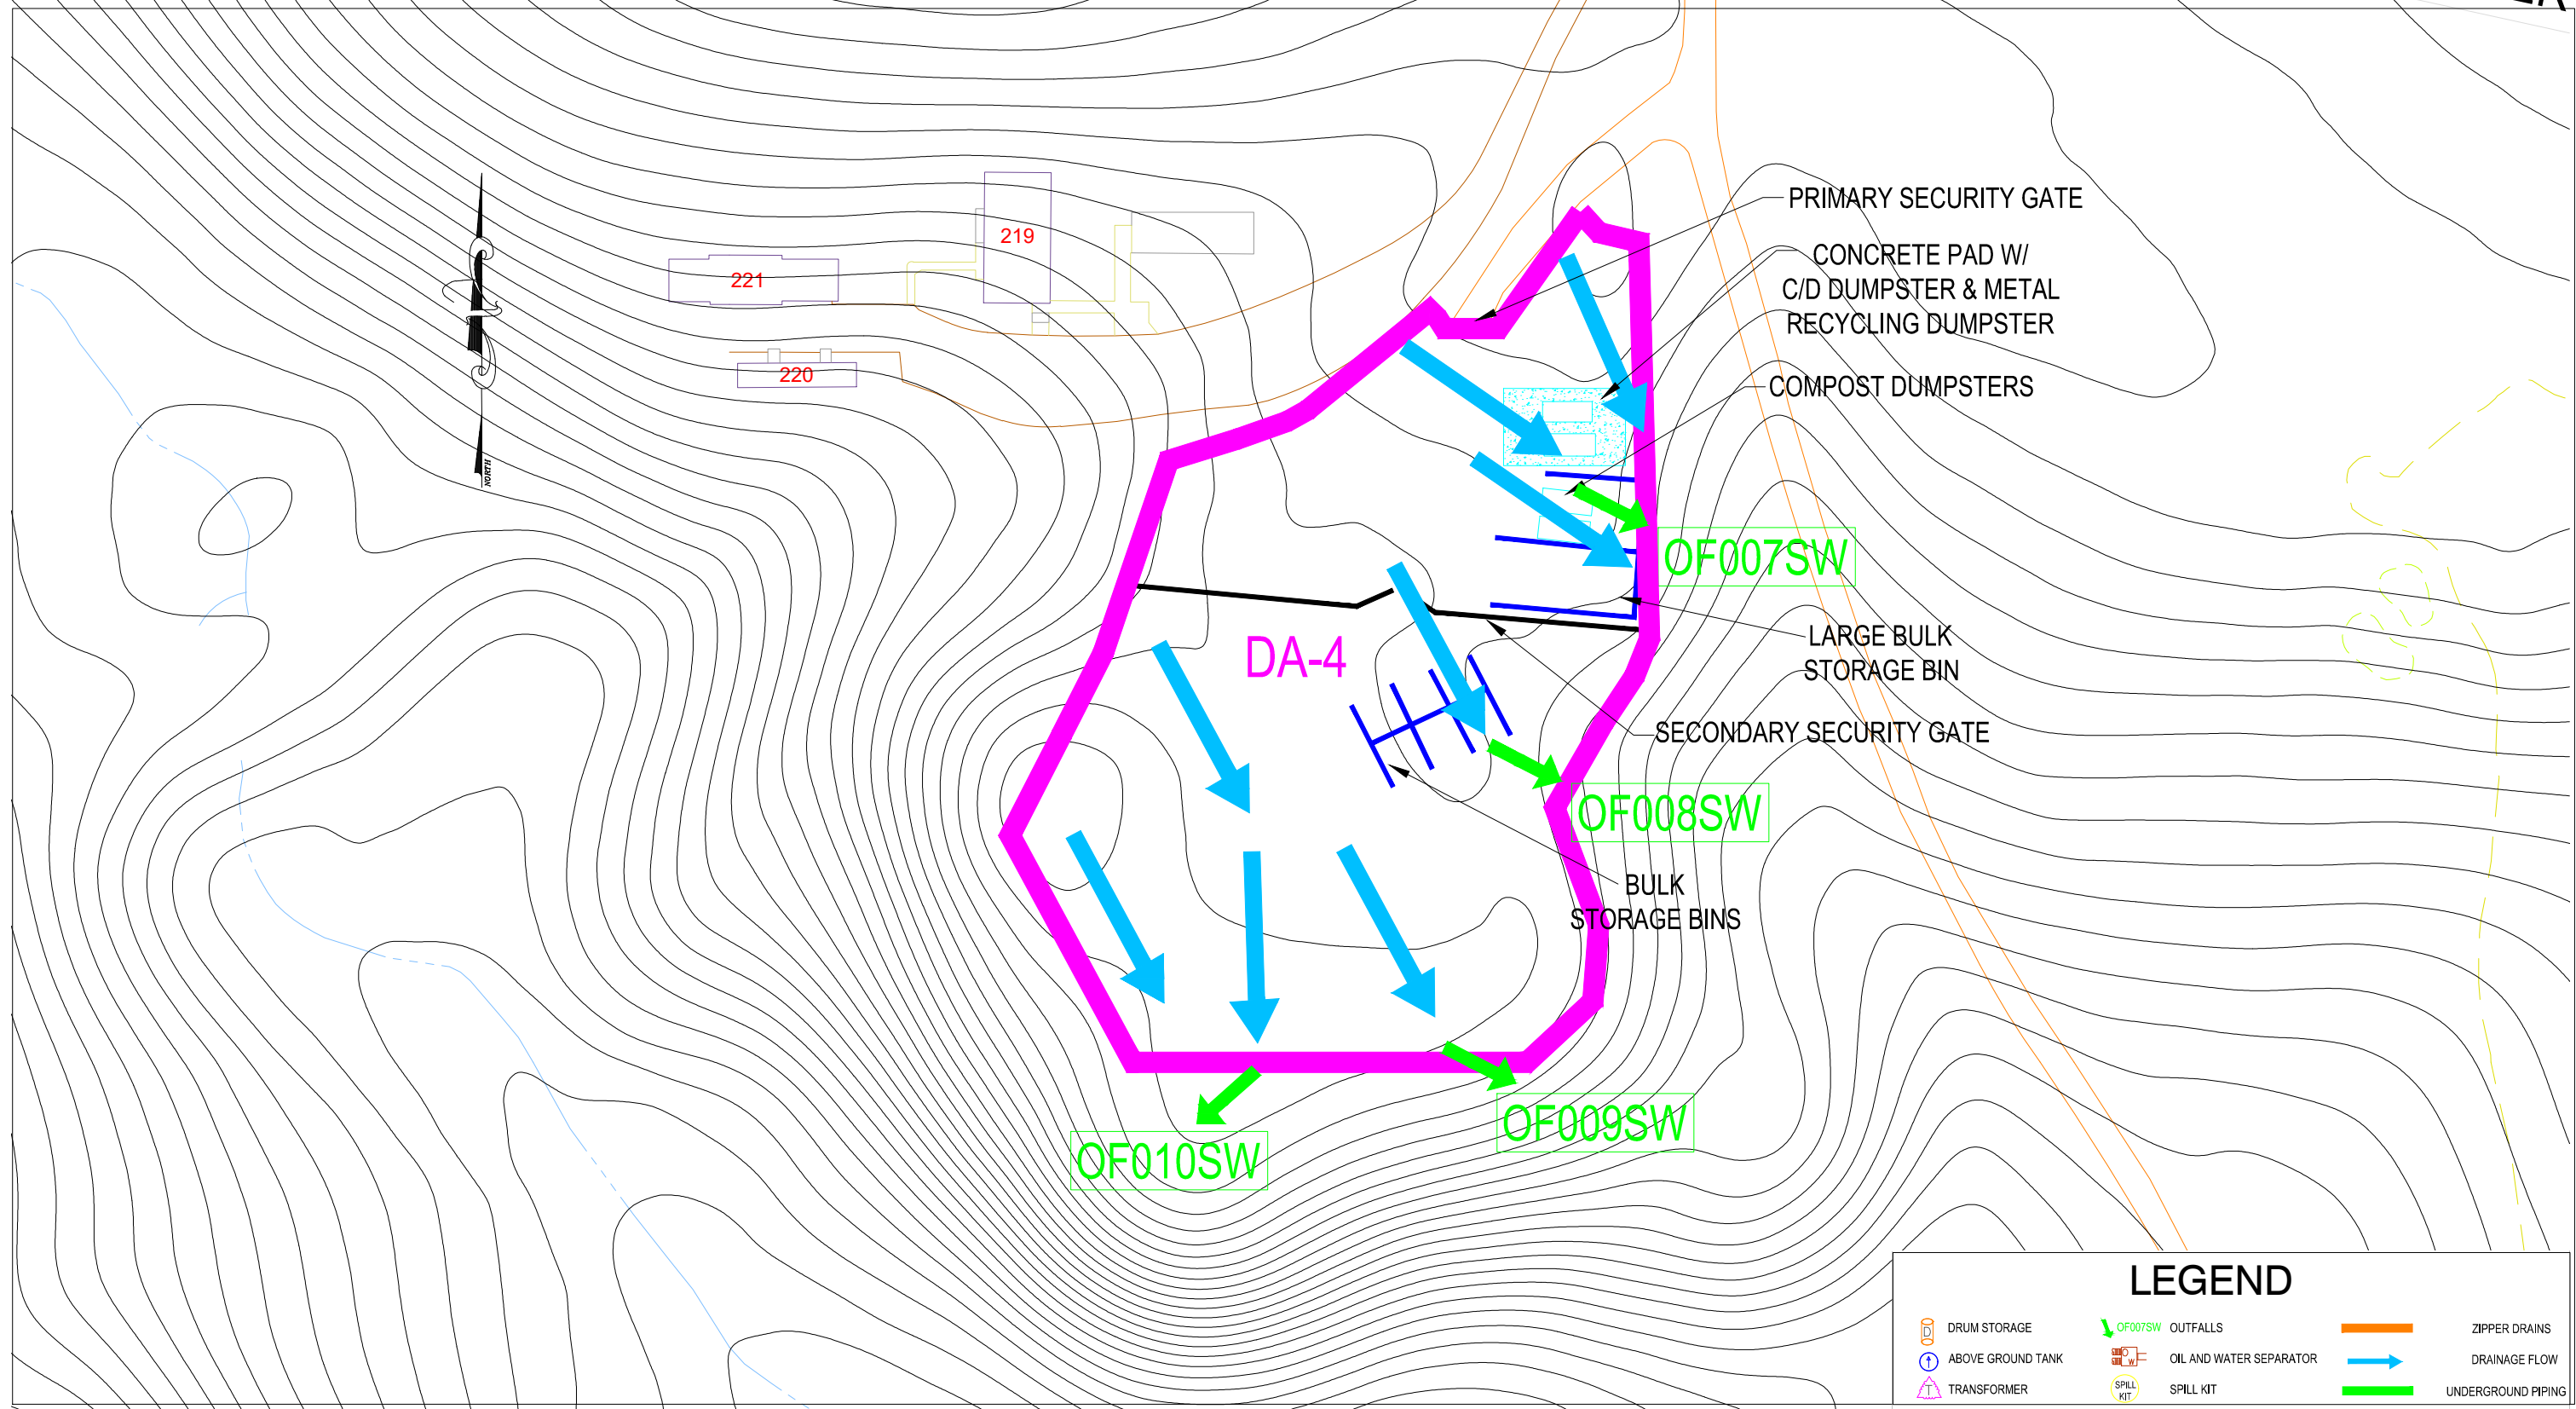 PRIMARY SECURITY GATE
219
CONCRETE PAD W/
C/D DUMPSTER & METAL
RECYCLING DUMPSTER
221
220
COMPOST DUMPSTERS
NORTH
OF007SW
DA-4
LARGE BULK
STORAGE BIN
SECONDARY SECURITY GATE
OF008SW
BULK
STORAGE BINS
OF009SW
OF010SW
LEGEND
D DRUM STORAGE
OF007SW OUTFALLS
ZIPPER DRAINS
ABOVE GROUND TANK
O W OIL AND WATER SEPARATOR
DRAINAGE FLOW
T TRANSFORMER
SPILL
KIT
SPILL KIT
UNDERGROUND PIPING